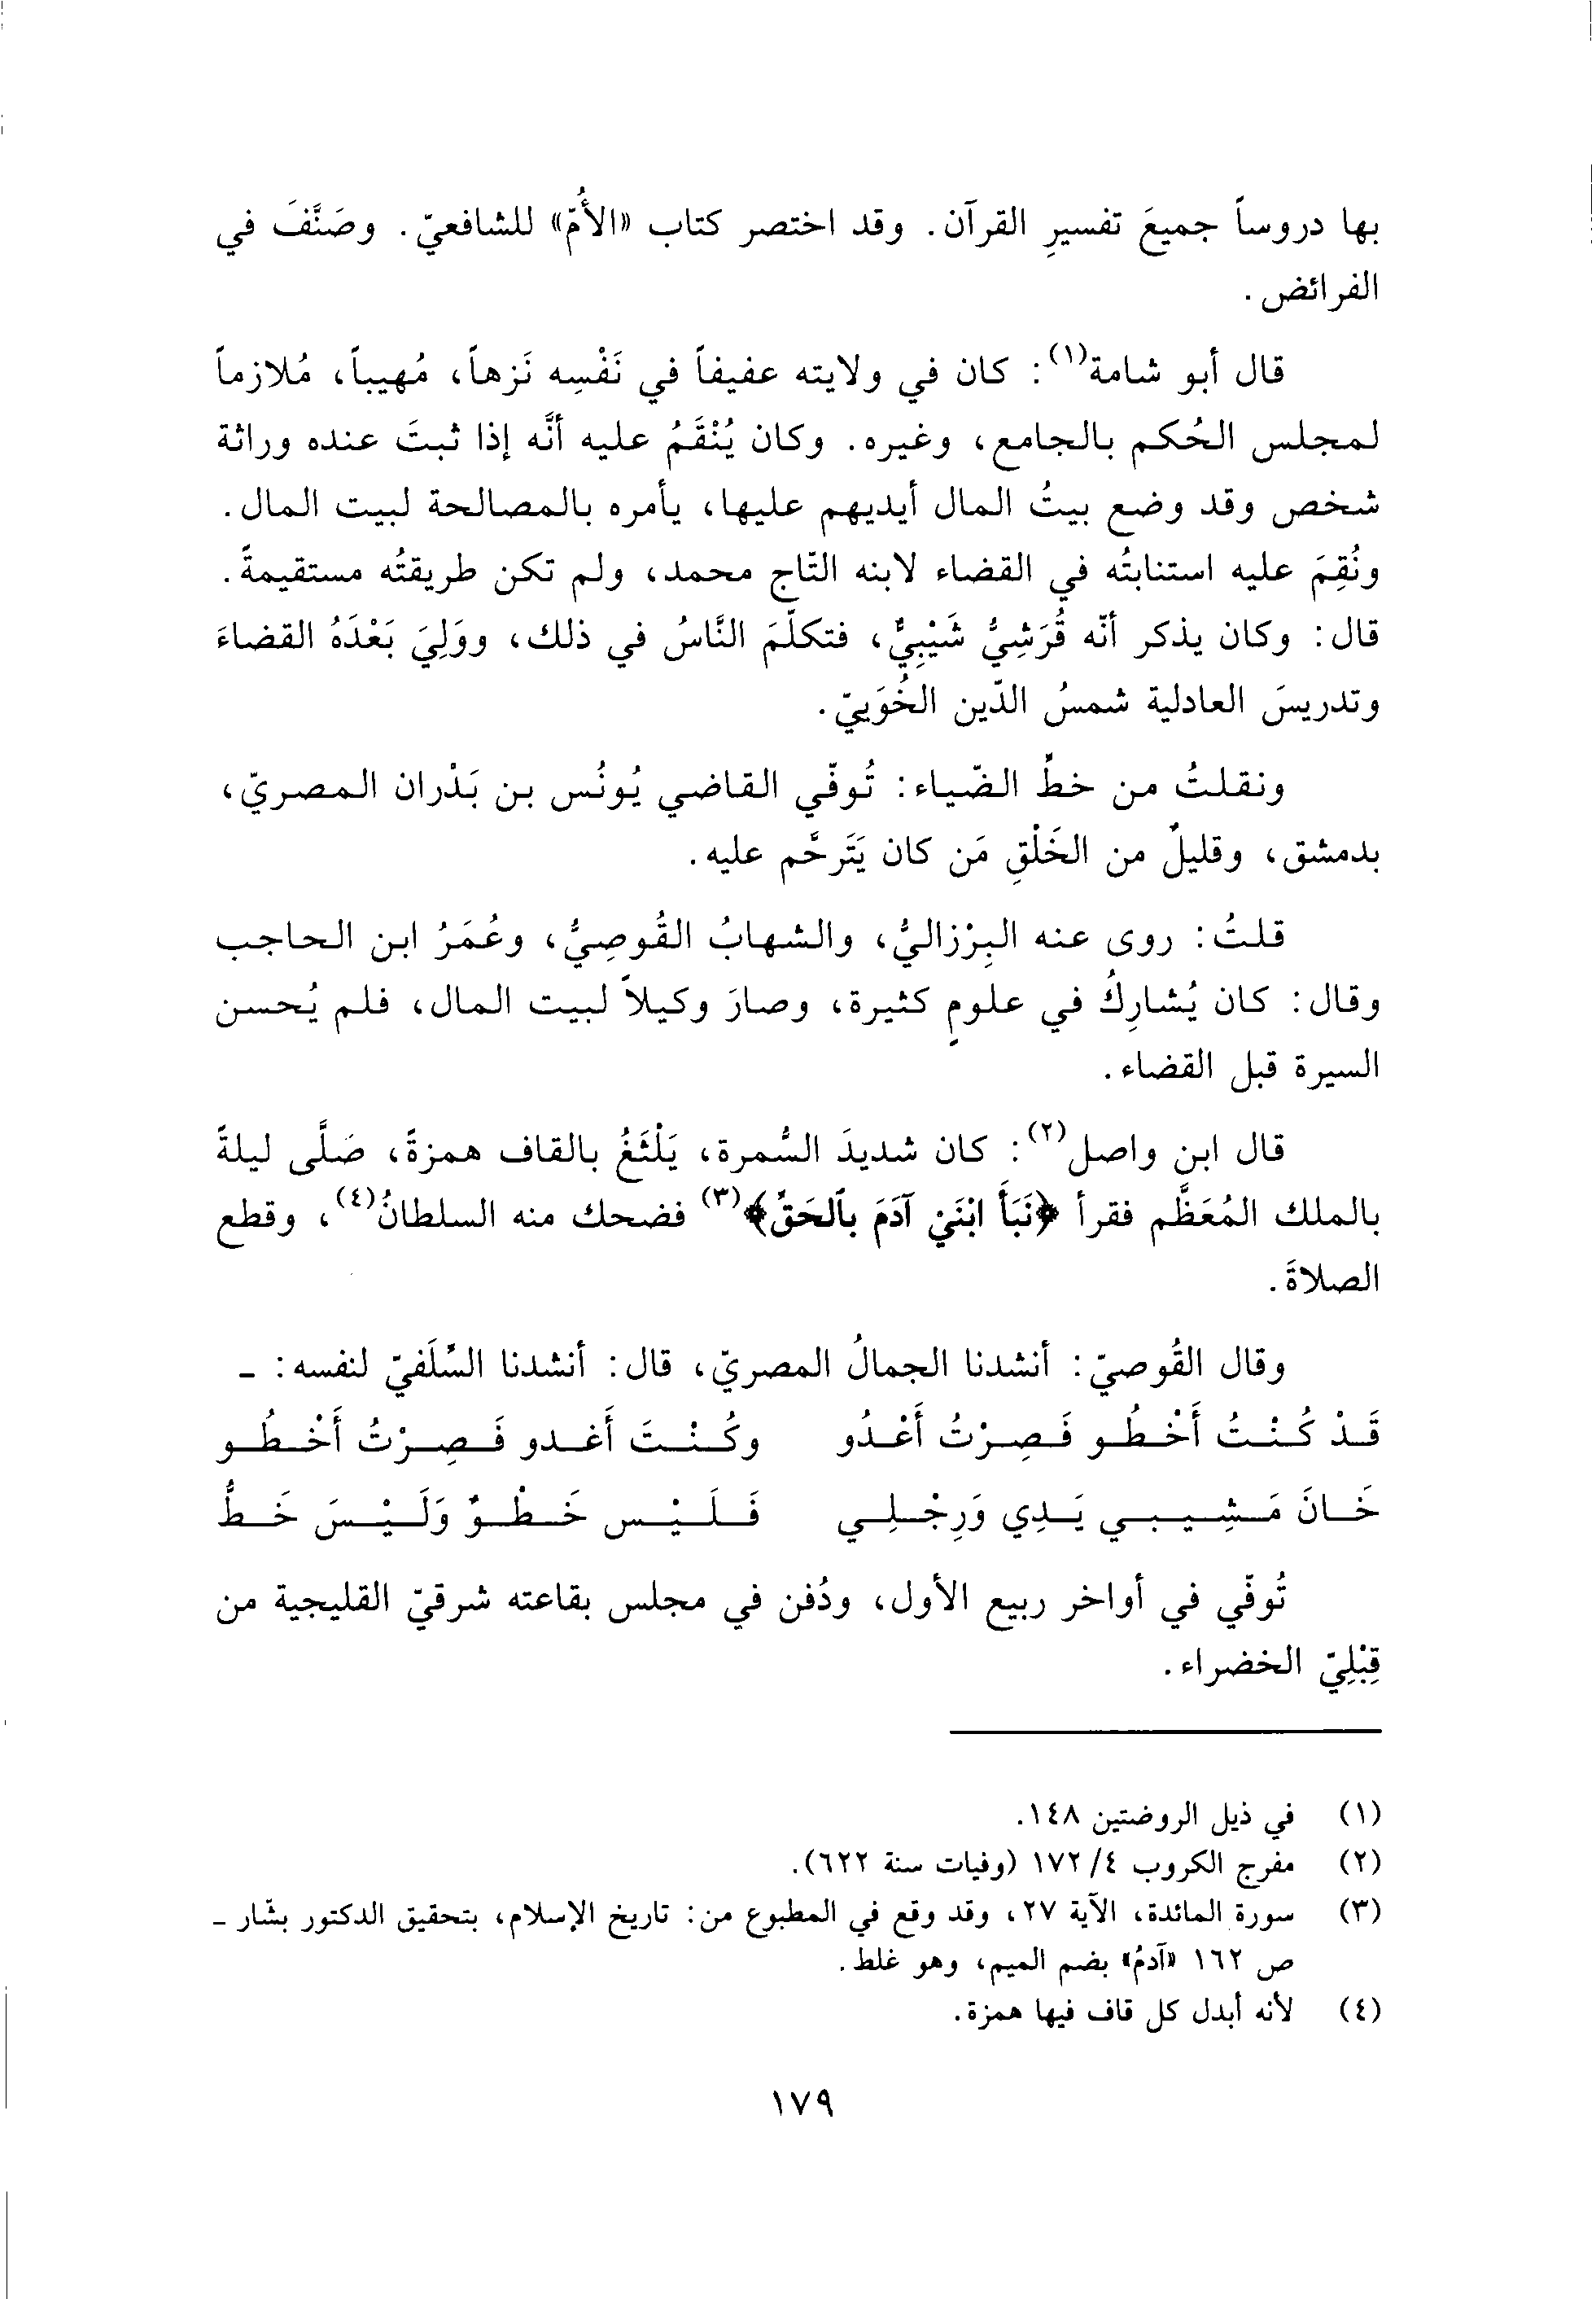 بها دروساً جميعَ تفسيرِ القرآن. وقد اختصر كتاب «الأُمّ» للشافعيّ. وصَنَّفَ في
الفرائض.
قال أبو شامة(١): كان في ولايته عفيفاً في نَفْسِه نَزهاً، مُهيباً، مُلازماً
لمجلس الحُكم بالجامع، وغيره. وكان يُنْقَمُ عليه أنَّه إذا ثبتَ عنده وراثة
شخص وقد وضع بيتُ المال أيديهم عليها، يأمره بالمصالحة لبيت المال.
ونُقِمَ عليه استنابتُه في القضاء لابنه التّاج محمد، ولم تكن طريقتُه مستقيمةً.
قال: وكان يذكر أنّه قُرَشِيٌّ شَيْبِيٌّ، فتكلّمَ النَّاسُ في ذلك، ووَلِيَ بَعْدَهُ القضاءَ
وتدريسَ العادلية شمسُ الدّين الخُوَييّ.
ونقلتُ من خطِّ الضّياء: تُوفّي القاضي يُونُس بن بَدْران المصريّ،
بدمشق، وقليلٌ من الخَلْقِ مَن كان يَتَرحَّم عليه.
قلتُ: روى عنه البِرْزاليُّ، والشهابُ القُوصِيُّ، وعُمَرُ ابن الحاجب
وقال: كان يُشارِكُ في علومٍ كثيرة، وصارَ وكيلاً لبيت المال، فلم يُحسن
السيرة قبل القضاء.
قال ابن واصل(٢): كان شديدَ السُّمرة، يَلْثَغُ بالقاف همزةً، صَلَّى ليلةً
بالملك المُعَظَّم فقرأ ﴿نَبَأَ ابْنَيْ آدَمَ بِٱلحَقِّ﴾(٣) فضحك منه السلطانُ(٤)، وقطع
الصلاةَ.
وقال القُوصيّ: أنشدنا الجمالُ المصريّ، قال: أنشدنا السِّلَفيّ لنفسه: -
قَدْ كُنْتُ أَخْطُو فَصِرْتُ أَعْدُو وكُنْتَ أَغدو فَصِرْتُ أَخْطُو
خَانَ مَشِيبي يَدِي وَرِجْلِي فَلَيْس خَطْوٌ وَلَيْسَ خَطُّ
تُوفّي في أواخر ربيع الأول، ودُفن في مجلس بقاعته شرقيّ القليجية من
قِبْلِيّ الخضراء.
(١) في ذيل الروضتين ١٤٨.
(٢) مفرج الكروب ٤/ ١٧٢ (وفيات سنة ٦٢٢).
(٣) سورة المائدة، الآية ٢٧، وقد وقع في المطبوع من: تاريخ الإسلام، بتحقيق الدكتور بشّار -
ص ١٦٢ «آدمُ» بضم الميم، وهو غلط.
(٤) لأنه أبدل كل قاف فيها همزة.
١٧٩